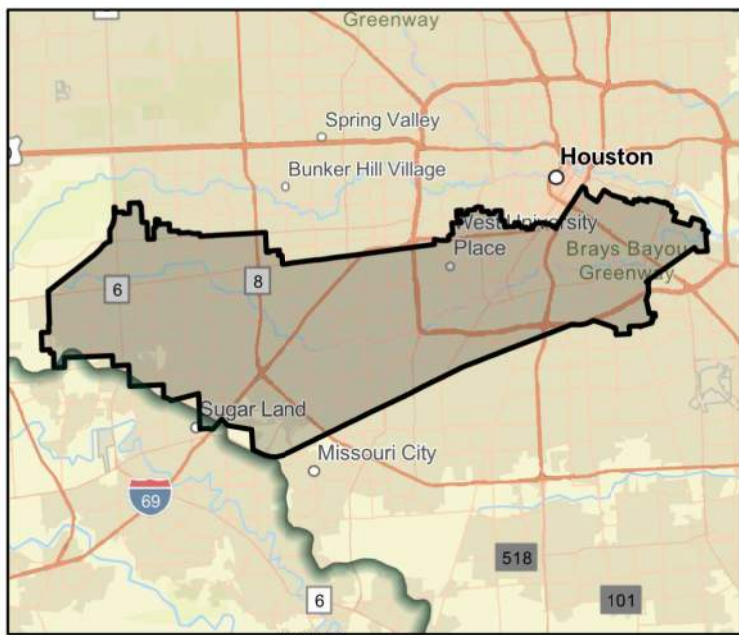 Greenway
Spring Valley
Houston
Bunker Hill Village
West University
Place
Brays Bayou
Greenway
6
8
Sugar Land
Missouri City
69
518
6
101